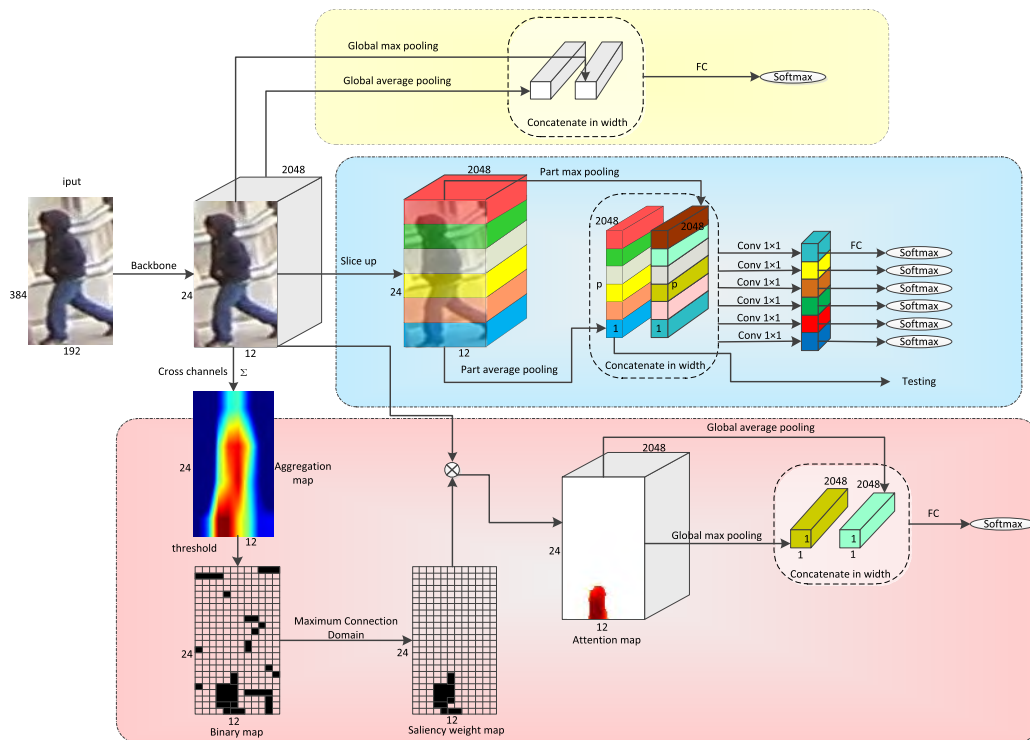 Global max pooling
Global average pooling
Concatenate in width
FC
Softmax
iput
384
192
Backbone
2048
24
12
Slice up
2048
24
12
Part max pooling
Part average pooling
2048
2048
p
p
1
1
Concatenate in width
Conv 1×1
Conv 1×1
Conv 1×1
Conv 1×1
Conv 1×1
Conv 1×1
FC
Softmax
Softmax
Softmax
Softmax
Softmax
Softmax
Testing
Cross channels Σ
24
Aggregation
map
12
threshold
24
12
Binary map
Maximum Connection
Domain
24
12
Saliency weight map
2048
24
12
Attention map
Global average pooling
Global max pooling
2048
2048
1
1
1
1
Concatenate in width
FC
Softmax